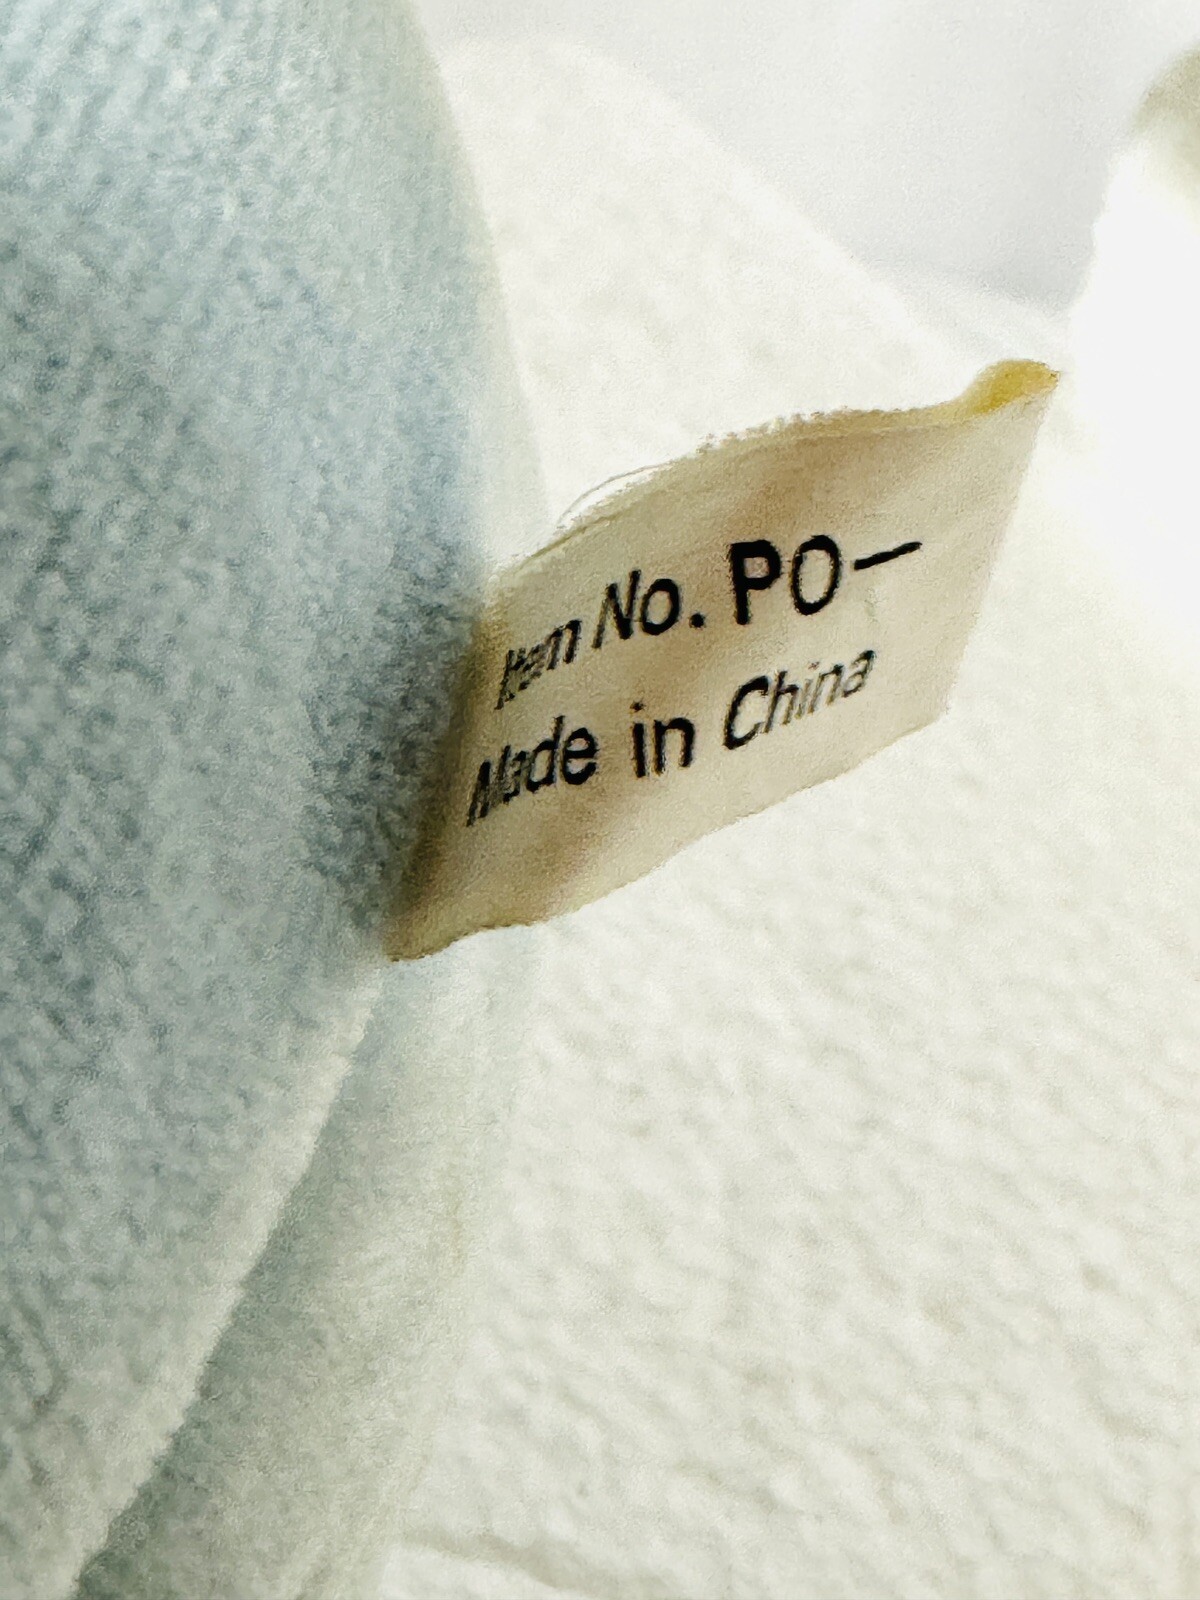 Item No. PO—
Made in China